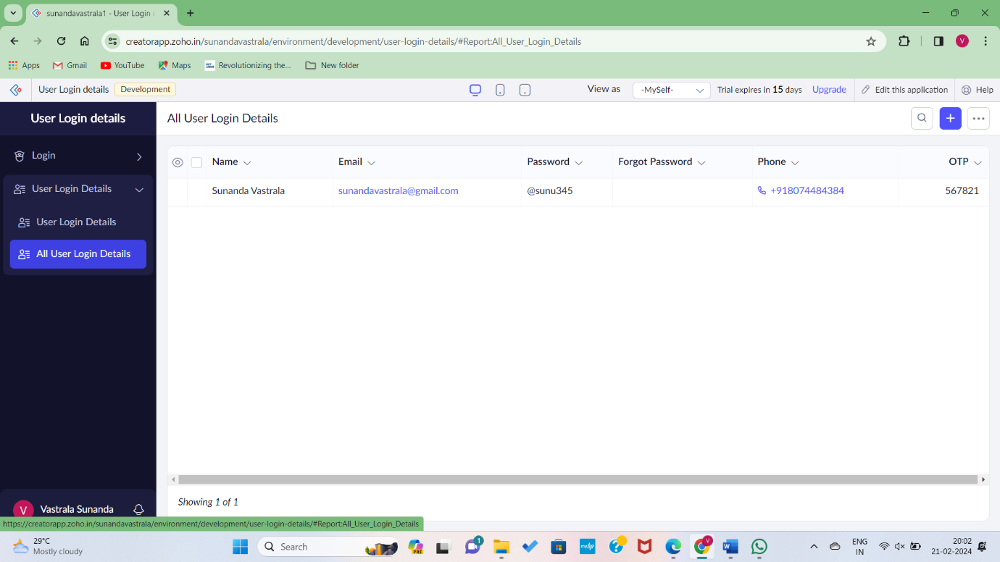 sunandavastrala1 - User Login
creatorapp.zoho.in/sunandavastrala/environment/development/user-login-details/#Report:All_User_Login_Details
Apps Gmail YouTube Maps Revolutionizing the... New folder
User Login details Development View as -MySelf- Trial expires in 15 days Upgrade Edit this application Help
User Login details
All User Login Details
Login
User Login Details
User Login Details
All User Login Details
Name Email Password Forgot Password Phone OTP
Sunanda Vastrala sunandavastrala@gmail.com @sunu345 +918074484384 567821
Showing 1 of 1
V Vastrala Sunanda
https://creatorapp.zoho.in/sunandavastrala/environment/development/user-login-details/#Report:All_User_Login_Details
29°C
Mostly cloudy
Search
ENG
IN
20:02
21-02-2024